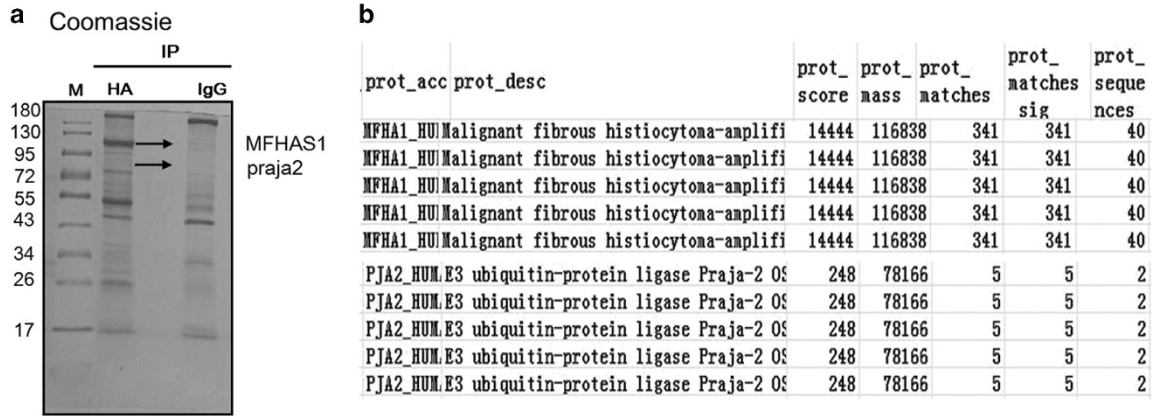 a
Coomassie
IP
M HA IgG
180
130
95
72
55
43
34
26
17
MFHAS1
praja2
b
prot_acc prot_desc prot_score prot_mass prot_matches prot_matches_sig prot_sequences
MFHA1_HU Malignant fibrous histiocytoma-amplifi 14444 116838 341 341 40
MFHA1_HU Malignant fibrous histiocytoma-amplifi 14444 116838 341 341 40
MFHA1_HU Malignant fibrous histiocytoma-amplifi 14444 116838 341 341 40
MFHA1_HU Malignant fibrous histiocytoma-amplifi 14444 116838 341 341 40
MFHA1_HU Malignant fibrous histiocytoma-amplifi 14444 116838 341 341 40
PJA2_HUM E3 ubiquitin-protein ligase Praja-2 OS 248 78166 5 5 2
PJA2_HUM E3 ubiquitin-protein ligase Praja-2 OS 248 78166 5 5 2
PJA2_HUM E3 ubiquitin-protein ligase Praja-2 OS 248 78166 5 5 2
PJA2_HUM E3 ubiquitin-protein ligase Praja-2 OS 248 78166 5 5 2
PJA2_HUM E3 ubiquitin-protein ligase Praja-2 OS 248 78166 5 5 2